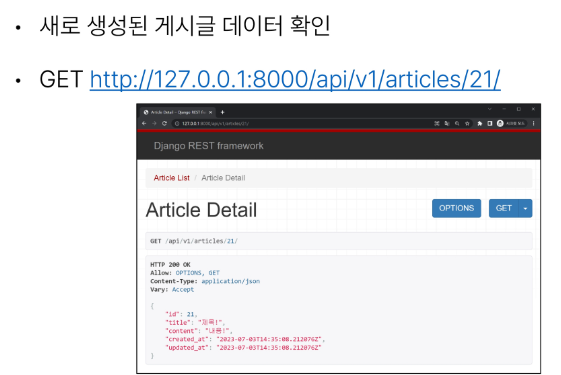 • 새로 생성된 게시글 데이터 확인
• GET http://127.0.0.1:8000/api/v1/articles/21/
Article Detail – Django REST f
127.0.0.1:8000/api/v1/articles/21/
Django REST framework
Article List / Article Detail
Article Detail
OPTIONS GET
GET /api/v1/articles/21/
HTTP 200 OK
Allow: OPTIONS, GET
Content-Type: application/json
Vary: Accept
{
"id": 21,
"title": "제목!",
"content": "내용!",
"created_at": "2023-07-03T14:35:08.212076Z",
"updated_at": "2023-07-03T14:35:08.212076Z"
}